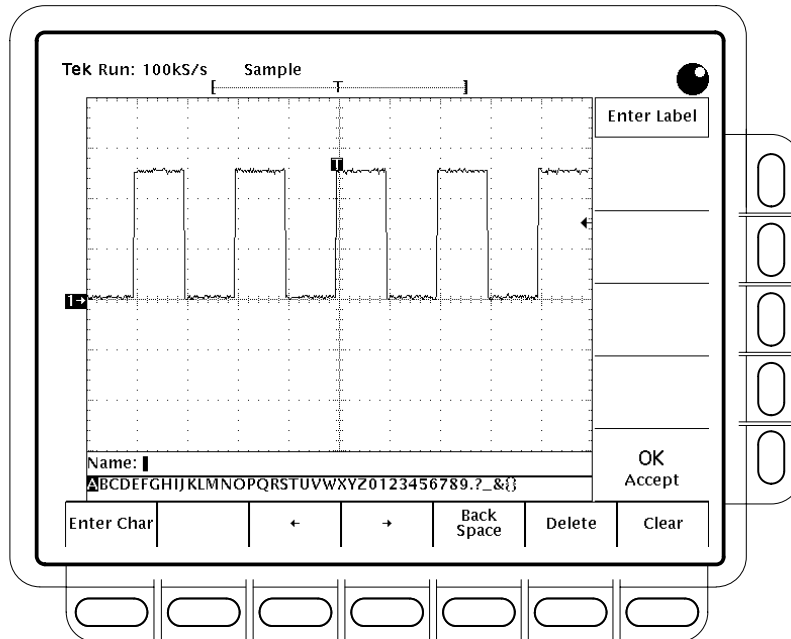 Tek Run: 100kS/s Sample
[ T ]
Enter Label
T
1→
Name:
ABCDEFGHIJKLMNOPQRSTUVWXYZ0123456789.?_&{}
OK
Accept
Enter Char ← → Back Space Delete Clear